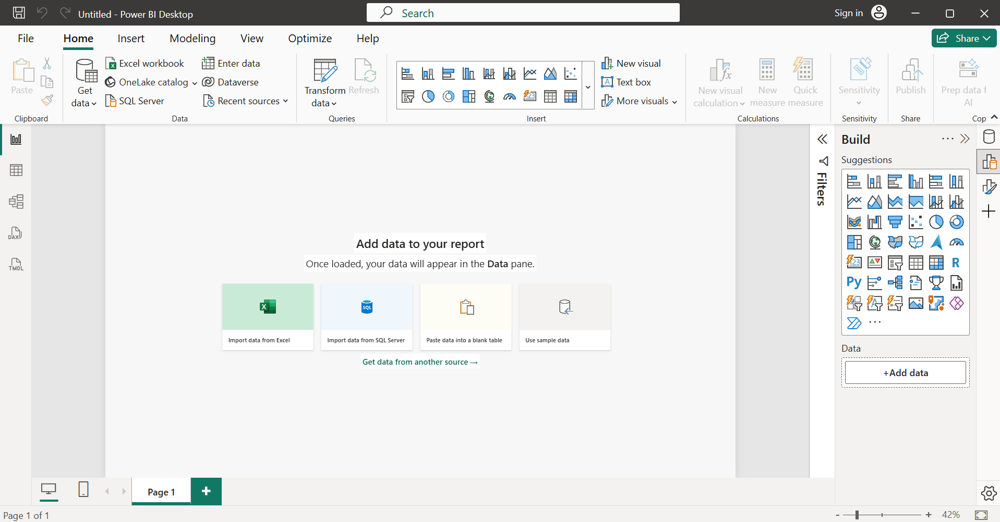 Untitled - Power BI Desktop
Search
Sign in
File
Home
Insert
Modeling
View
Optimize
Help
Share
Paste
Clipboard
Get
data
Excel workbook
OneLake catalog
SQL Server
Enter data
Dataverse
Recent sources
Data
Transform
data
Refresh
Queries
123
New visual
Text box
More visuals
Insert
New visual
calculation
New
measure
Quick
measure
Calculations
Sensitivity
Sensitivity
Publish
Share
Prep data f
AI
Cop
DAX
TMDL
Add data to your report
Once loaded, your data will appear in the Data pane.
X
SQL
Import data from Excel
Import data from SQL Server
Paste data into a blank table
Use sample data
Get data from another source →
Filters
Build
Suggestions
123
R
Py
Data
+Add data
Page 1
Page 1 of 1
- + 42%